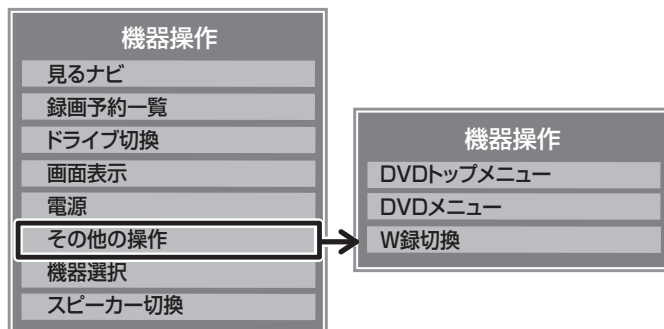 機器操作
見るナビ
録画予約一覧
ドライブ切換
画面表示
電源
その他の操作
機器選択
スピーカー切換
機器操作
DVDトップメニュー
DVDメニュー
W録切換